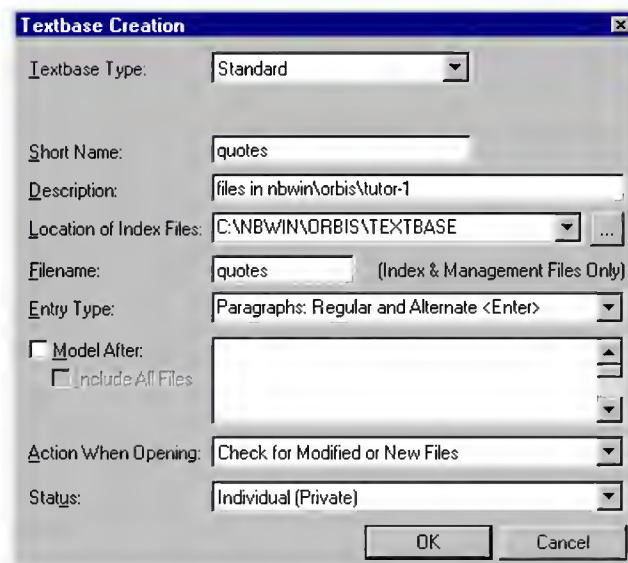 Textbase Creation
Textbase Type: Standard
Short Name: quotes
Description: files in nbwin\orbis\tutor-1
Location of Index Files: C:\NBWIN\ORBIS\TEXTBASE ...
Filename: quotes (Index & Management Files Only)
Entry Type: Paragraphs: Regular and Alternate <Enter>
Model After:
Include All Files
Action When Opening: Check for Modified or New Files
Status: Individual (Private)
OK Cancel